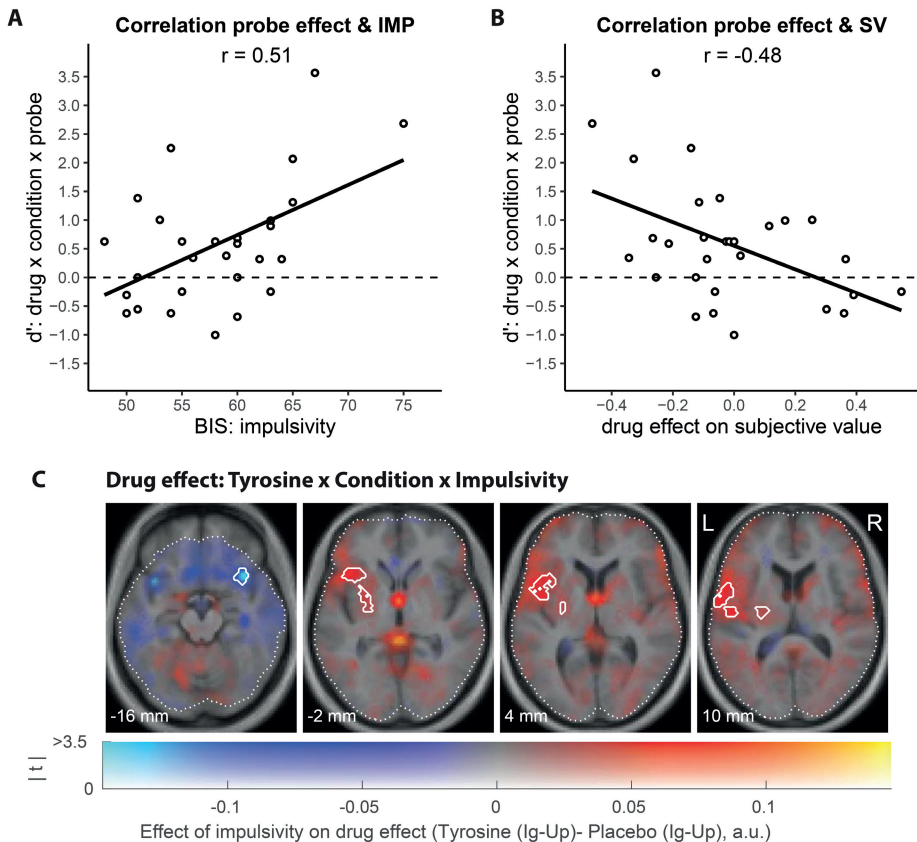 A
Correlation probe effect & IMP
r = 0.51
d': drug x condition x probe
3.5
3.0
2.5
2.0
1.5
1.0
0.5
0.0
−0.5
−1.0
−1.5
50 55 60 65 70 75
BIS: impulsivity
B
Correlation probe effect & SV
r = -0.48
d': drug x condition x probe
3.5
3.0
2.5
2.0
1.5
1.0
0.5
0.0
−0.5
−1.0
−1.5
−0.4 −0.2 0.0 0.2 0.4
drug effect on subjective value
C
Drug effect: Tyrosine x Condition x Impulsivity
L R
-16 mm -2 mm 4 mm 10 mm
>3.5
| t |
0
-0.1 -0.05 0 0.05 0.1
Effect of impulsivity on drug effect (Tyrosine (Ig-Up)- Placebo (Ig-Up), a.u.)